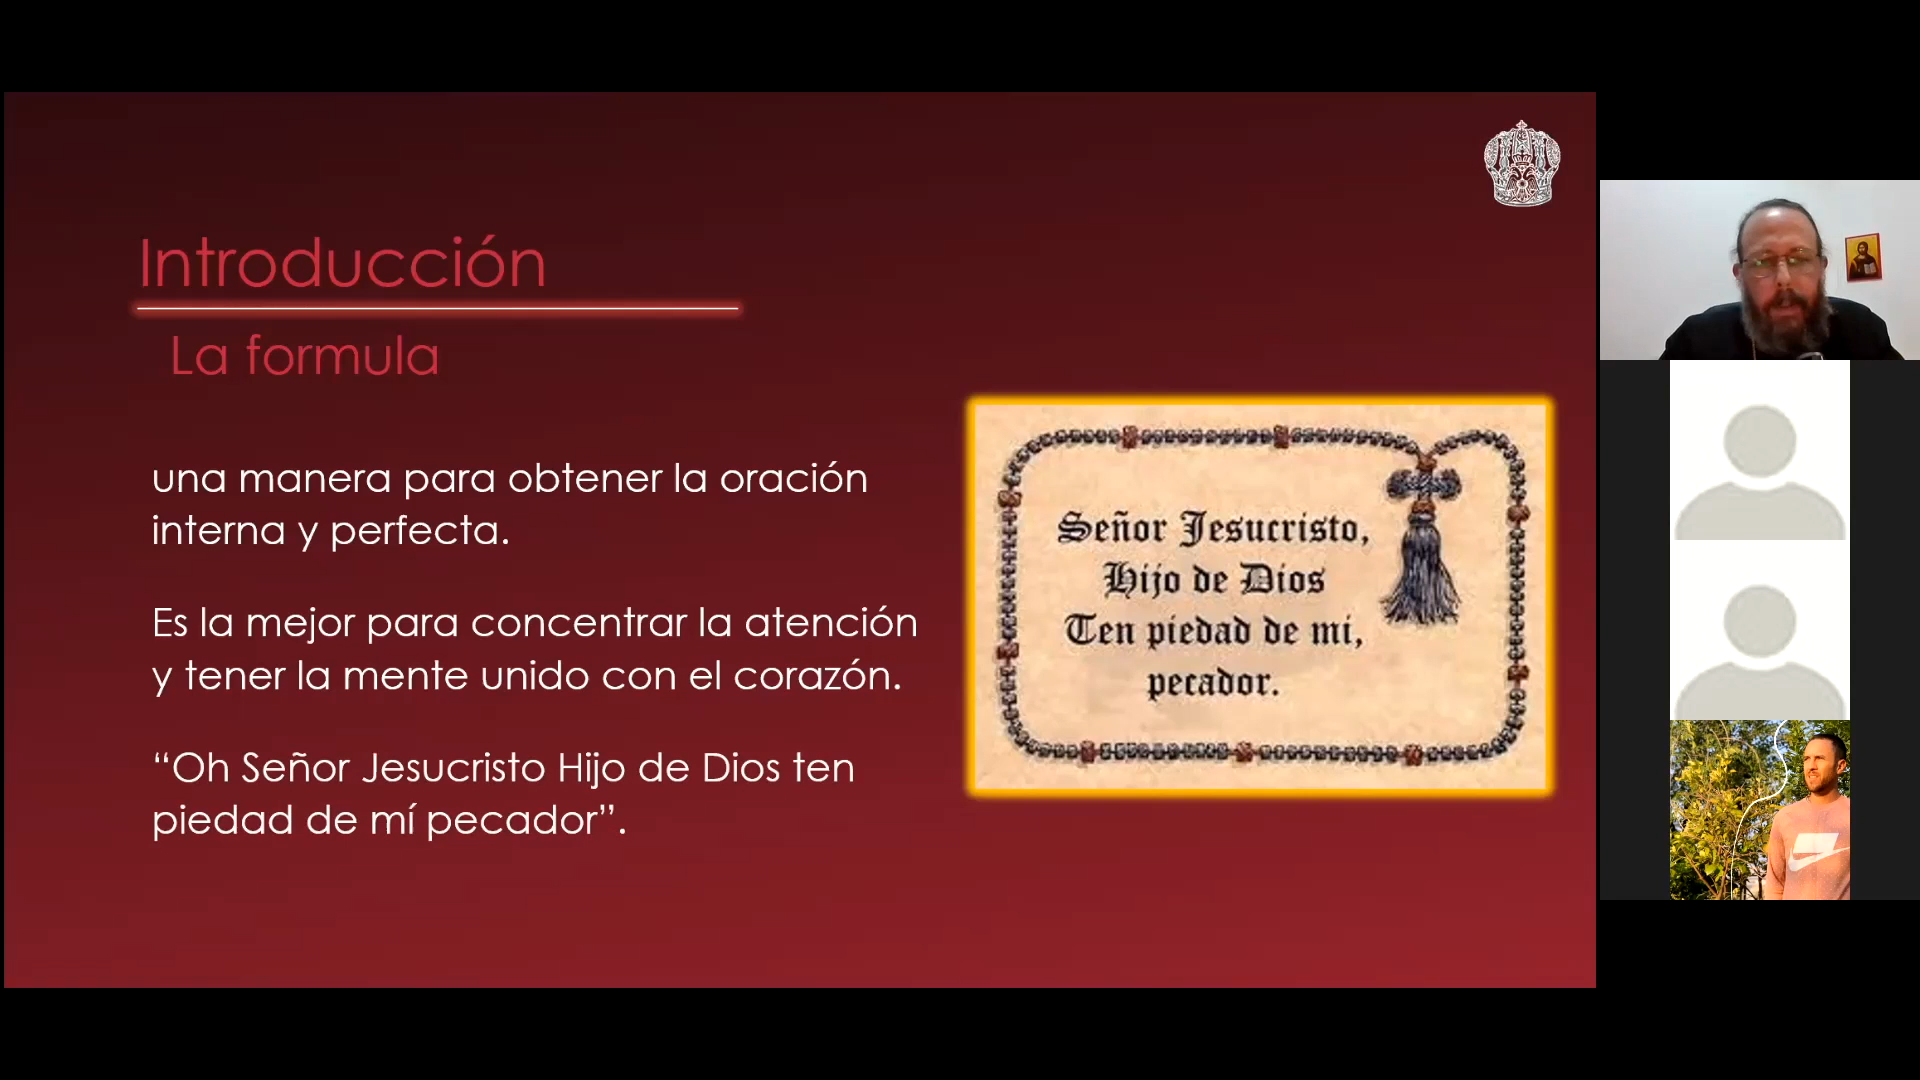 Introducción
La formula
una manera para obtener la oración
interna y perfecta.
Es la mejor para concentrar la atención
y tener la mente unido con el corazón.
“Oh Señor Jesucristo Hijo de Dios ten
piedad de mí pecador”.
Señor Jesucristo,
Hijo de Dios
Ten piedad de mi,
pecador.